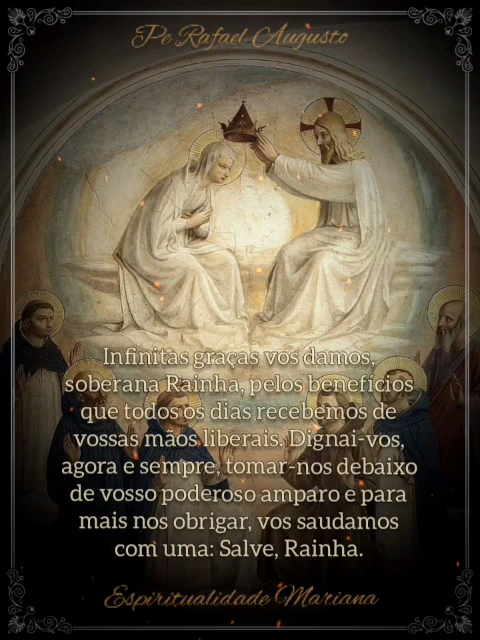 Pe Rafael Augusto
Infinitas graças vos damos,
soberana Rainha, pelos benefícios
que todos os dias recebemos de
vossas mãos liberais. Dignai-vos,
agora e sempre, tomar-nos debaixo
de vosso poderoso amparo e para
mais nos obrigar, vos saudamos
com uma: Salve, Rainha.
Espiritualidade Mariana